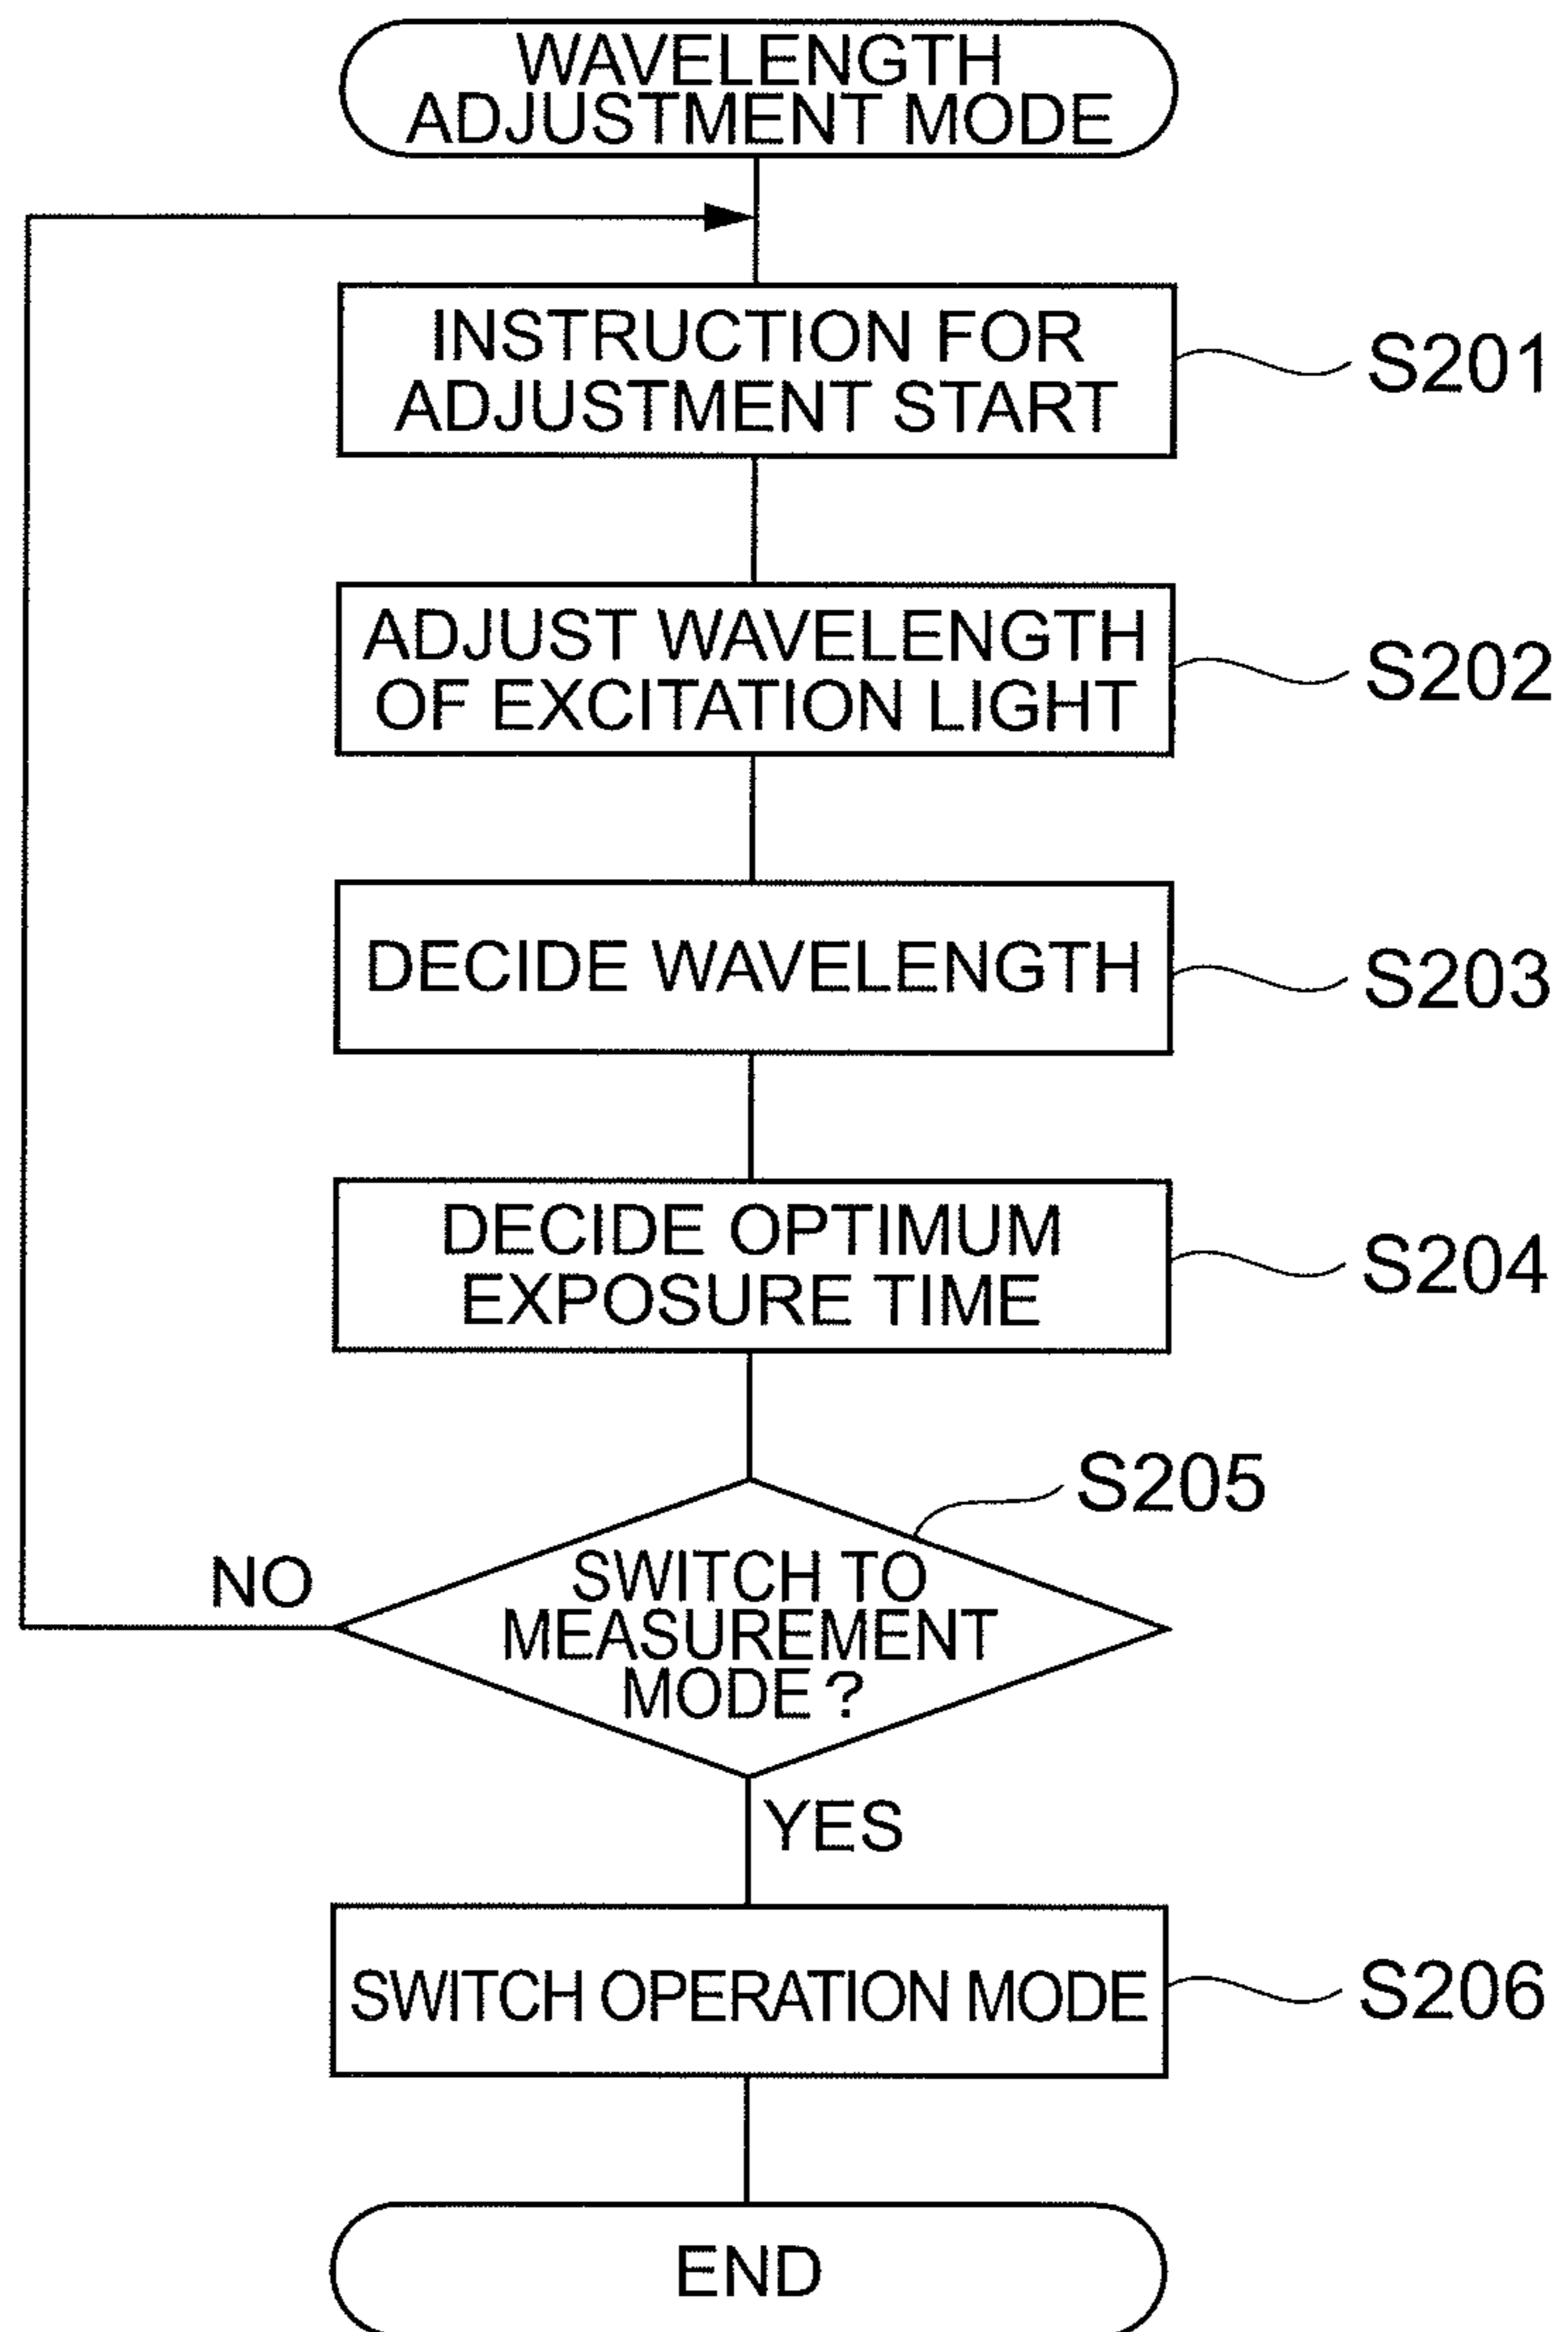 WAVELENGTH
ADJUSTMENT MODE
INSTRUCTION FOR
ADJUSTMENT START
S201
ADJUST WAVELENGTH
OF EXCITATION LIGHT
S202
DECIDE WAVELENGTH
S203
DECIDE OPTIMUM
EXPOSURE TIME
S204
S205
SWITCH TO
MEASUREMENT
MODE?
NO
YES
SWITCH OPERATION MODE
S206
END